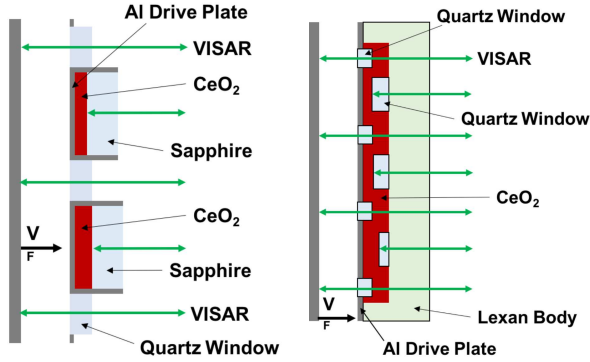 Al Drive Plate
VISAR
CeO2
Sapphire
CeO2
V
F
Sapphire
VISAR
Quartz Window
Quartz Window
VISAR
Quartz Window
CeO2
V
F
Lexan Body
Al Drive Plate